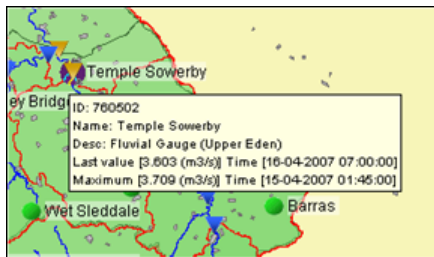 Temple Sowerby
ey Bridge
ID: 760502
Name: Temple Sowerby
Desc: Fluvial Gauge (Upper Eden)
Last value [3.603 (m3/s)] Time [16-04-2007 07:00:00]
Maximum [3.709 (m3/s)] Time [15-04-2007 01:45:00]
Wet Sleddale
Barras